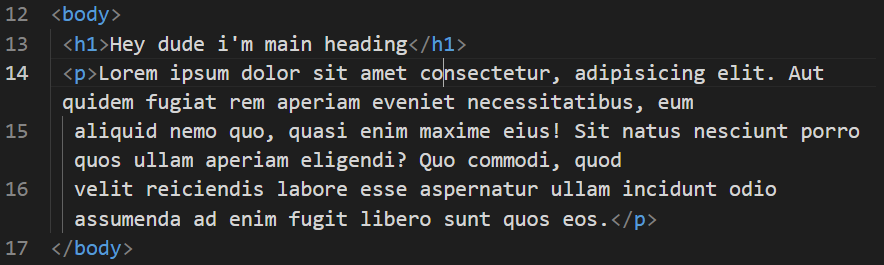 12 <body>
13 <h1>Hey dude i'm main heading</h1>
14 <p>Lorem ipsum dolor sit amet consectetur, adipisicing elit. Aut
quidem fugiat rem aperiam eveniet necessitatibus, eum
15 aliquid nemo quo, quasi enim maxime eius! Sit natus nesciunt porro
quos ullam aperiam eligendi? Quo commodi, quod
16 velit reiciendis labore esse aspernatur ullam incidunt odio
assumenda ad enim fugit libero sunt quos eos.</p>
17 </body>